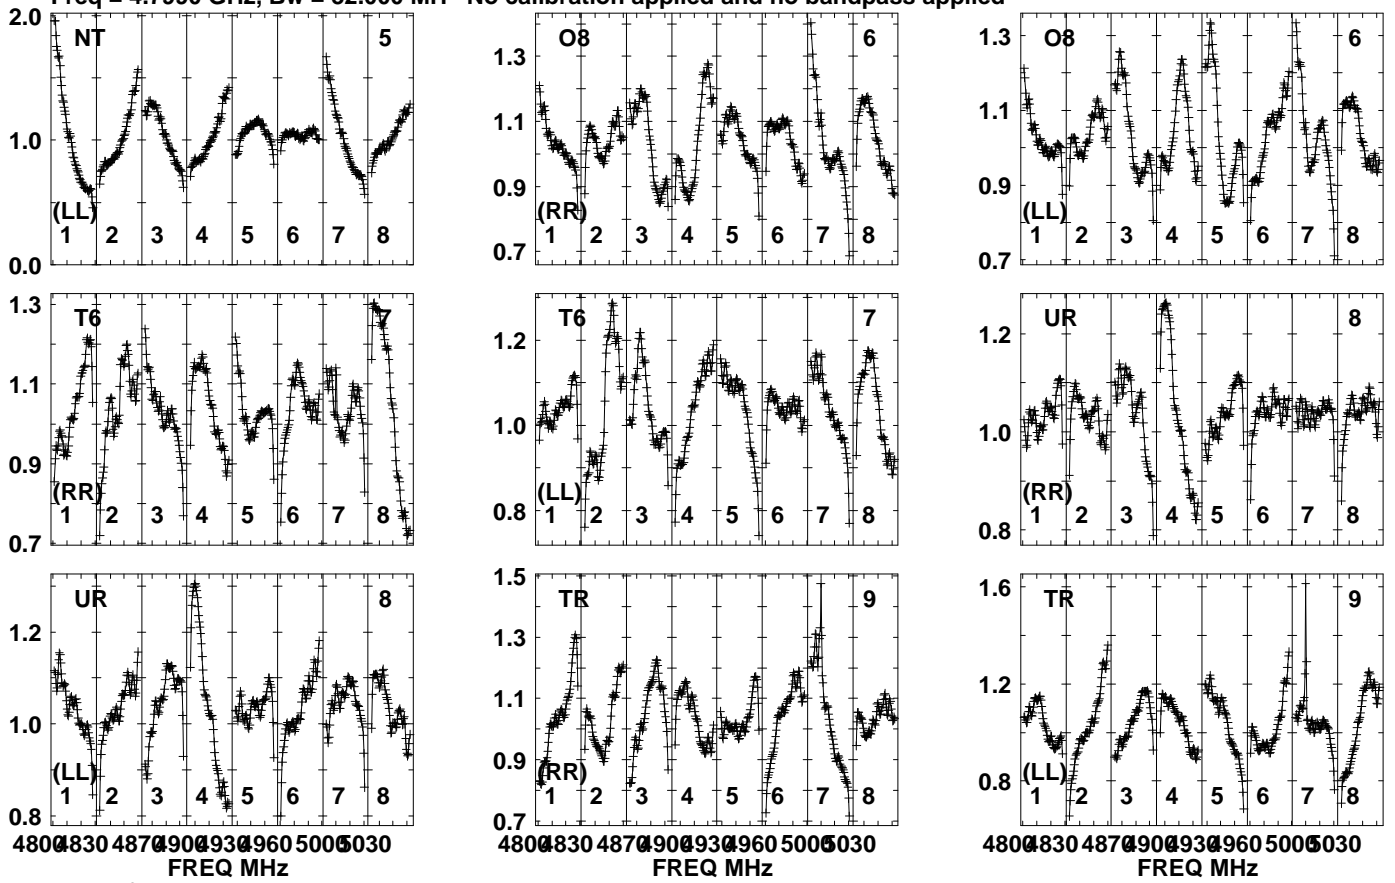 Freq = 4.7990 GHz, Bw = 32.000 MH No calibration applied and no bandpass applied
2.0 NT 5
1.0
(LL)
1 2 3 4 5 6 7 8
0.0
O8 6
1.3
1.1
0.9
(RR)
1 2 3 4 5 6 7 8
0.7
O8 6
1.3
1.1
0.9
(LL)
1 2 3 4 5 6 7 8
0.7
1.3 T6 7
1.1
0.9
(RR)
1 2 3 4 5 6 7 8
0.7
T6 7
1.2
1.0
(LL)
0.8 1 2 3 4 5 6 7 8
UR 8
1.2
1.0
(RR)
1 2 3 4 5 6 7 8
0.8
UR 8
1.2
1.0
(LL)
1 2 3 4 5 6 7 8
0.8
4800 4830 4870 4900 4930 4960 5000 5030
FREQ MHz
1.5 TR 9
1.3
1.1
0.9
(RR)
1 2 3 4 5 6 7 8
0.7
4800 4830 4870 4900 4930 4960 5000 5030
FREQ MHz
1.6 TR 9
1.2
0.8
(LL)
1 2 3 4 5 6 7 8
4800 4830 4870 4900 4930 4960 5000 5030
FREQ MHz